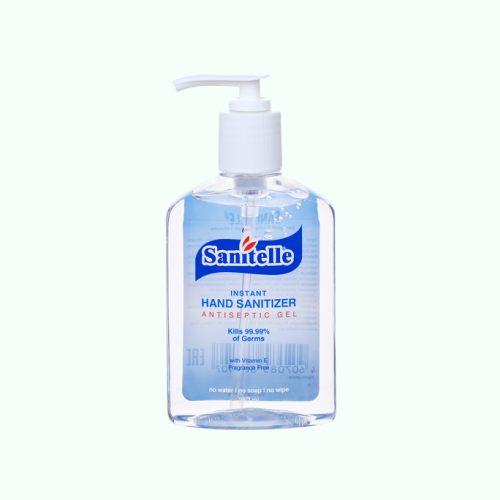 Sanitelle
INSTANT
HAND SANITIZER
ANTISEPTIC GEL
Kills 99.99%
of Germs
with Vitamin E
Fragrance Free
no water I no soap I no wipe